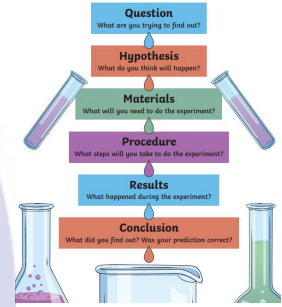 Question
What are you trying to find out?
Hypothesis
What do you think will happen?
Materials
What will you need to do the experiment?
Procedure
What steps will you take to do the experiment?
Results
What happened during the experiment?
Conclusion
What did you find out? Was your prediction correct?